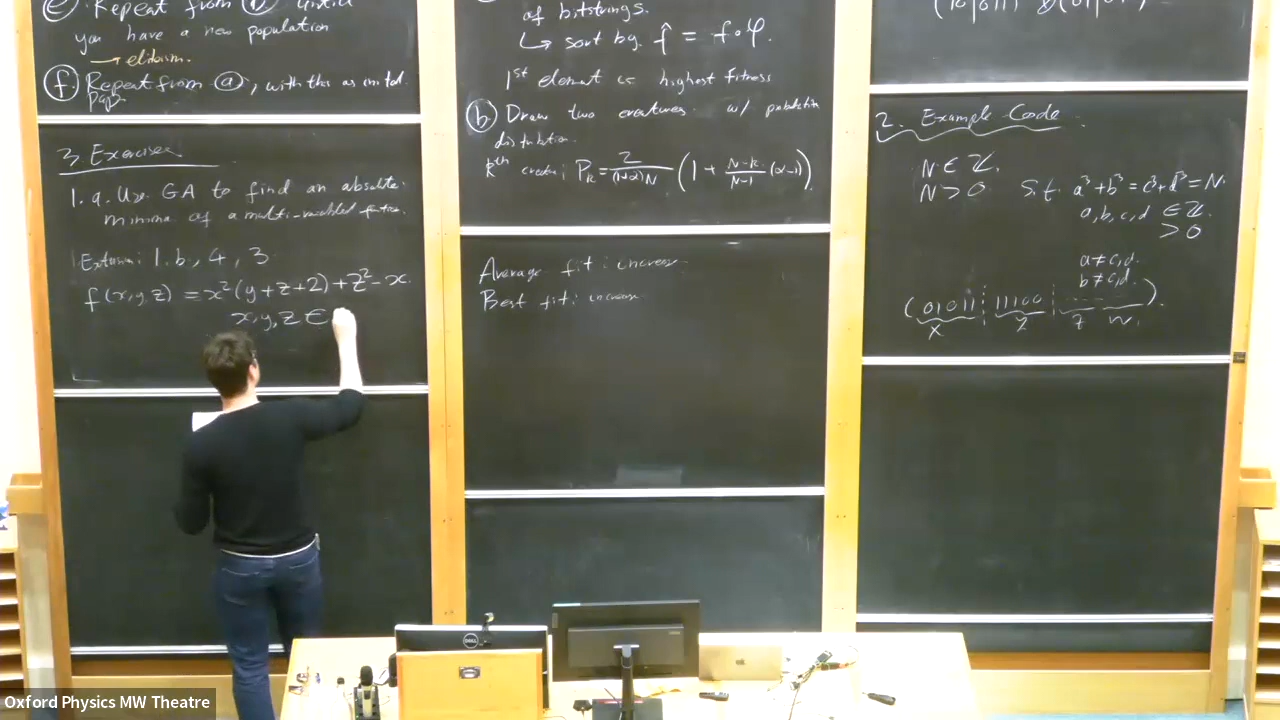 e Repeat from b until
you have a new population
→ elitism.
f Repeat from a, with this as initial
pop
3 Exercises
1. a. Use GA to find an absolute
minima of a multi-variabled function.
Extum: 1. b, 4, 3
f(x,y,z) = x²(y+z+2)+z²-x.
x,y,z ∈
of bitstrings.
↳ sort by f̂ = f∘φ.
1st element is highest fitness
b Draw two creatures w/ probability
distribution
kth creature: Pk = 2/((1+α)N) (1 + (N-k)/(N-1) (α-1))
Average fit: increase
Best fit: increase
2. Example Code
N ∈ ℤ.
N > 0 s.t. a³+b³ = c³+d³ = N.
a,b,c,d ∈ ℤ.
> 0
a≠c,d.
b≠c,d.
(01011 ¦ 11100 ¦ ... ...).
x y z w
DELL
Oxford Physics MW Theatre